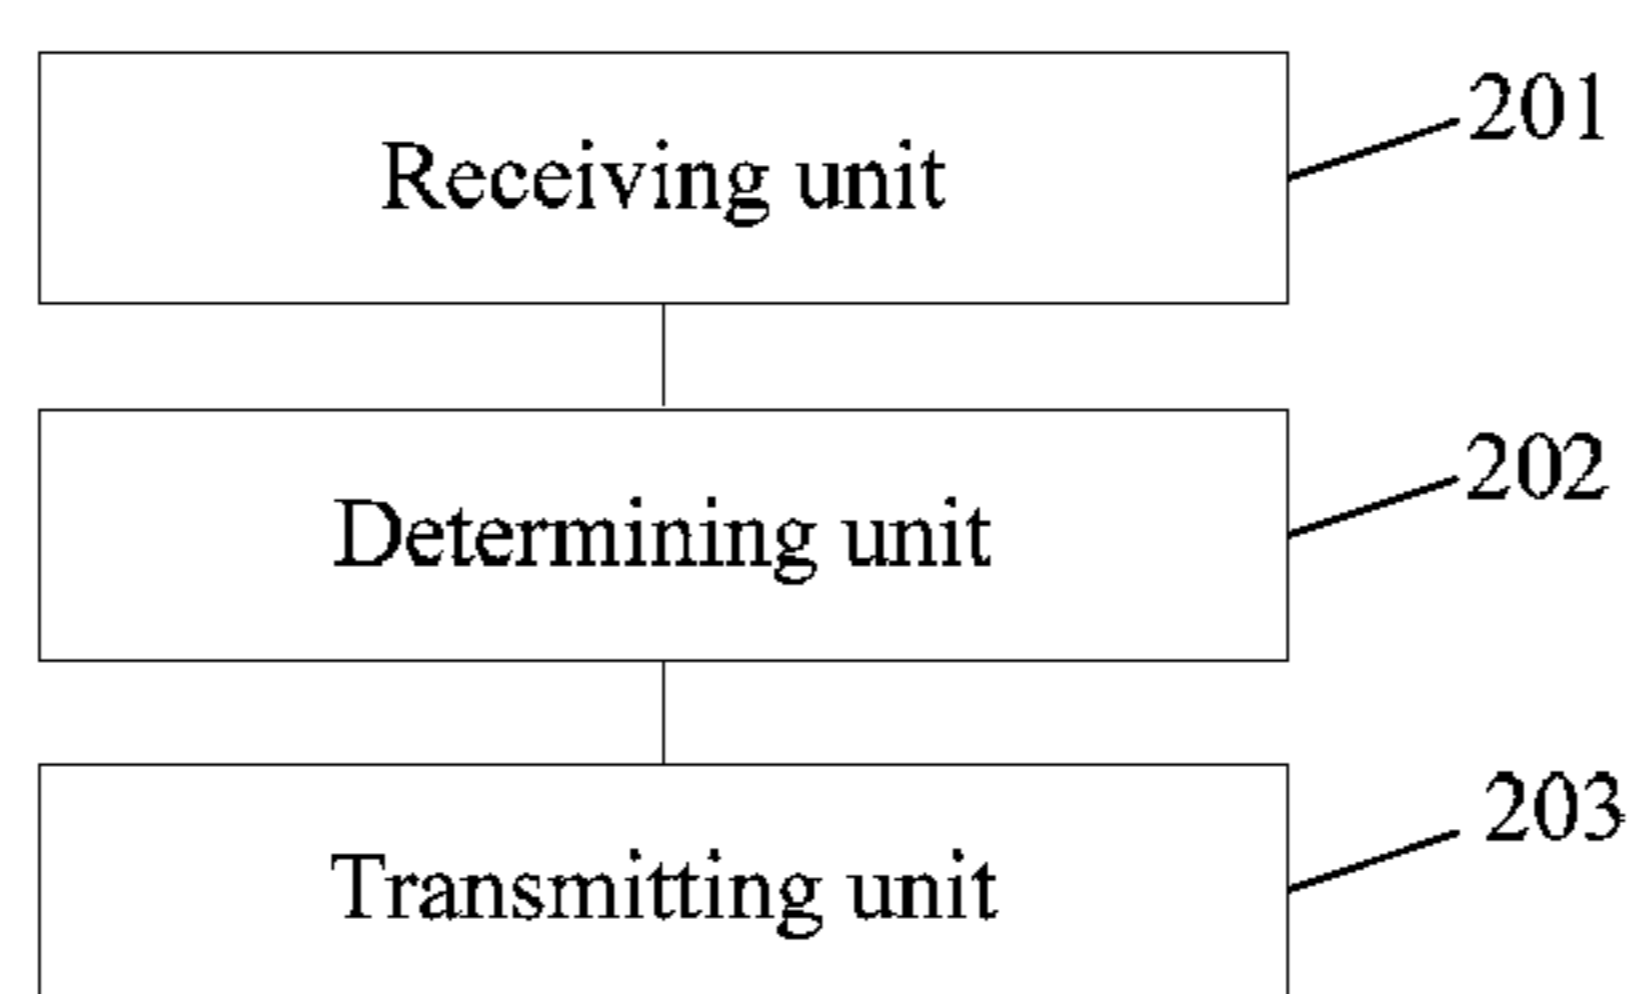 Receiving unit 201
Determining unit 202
Transmitting unit 203